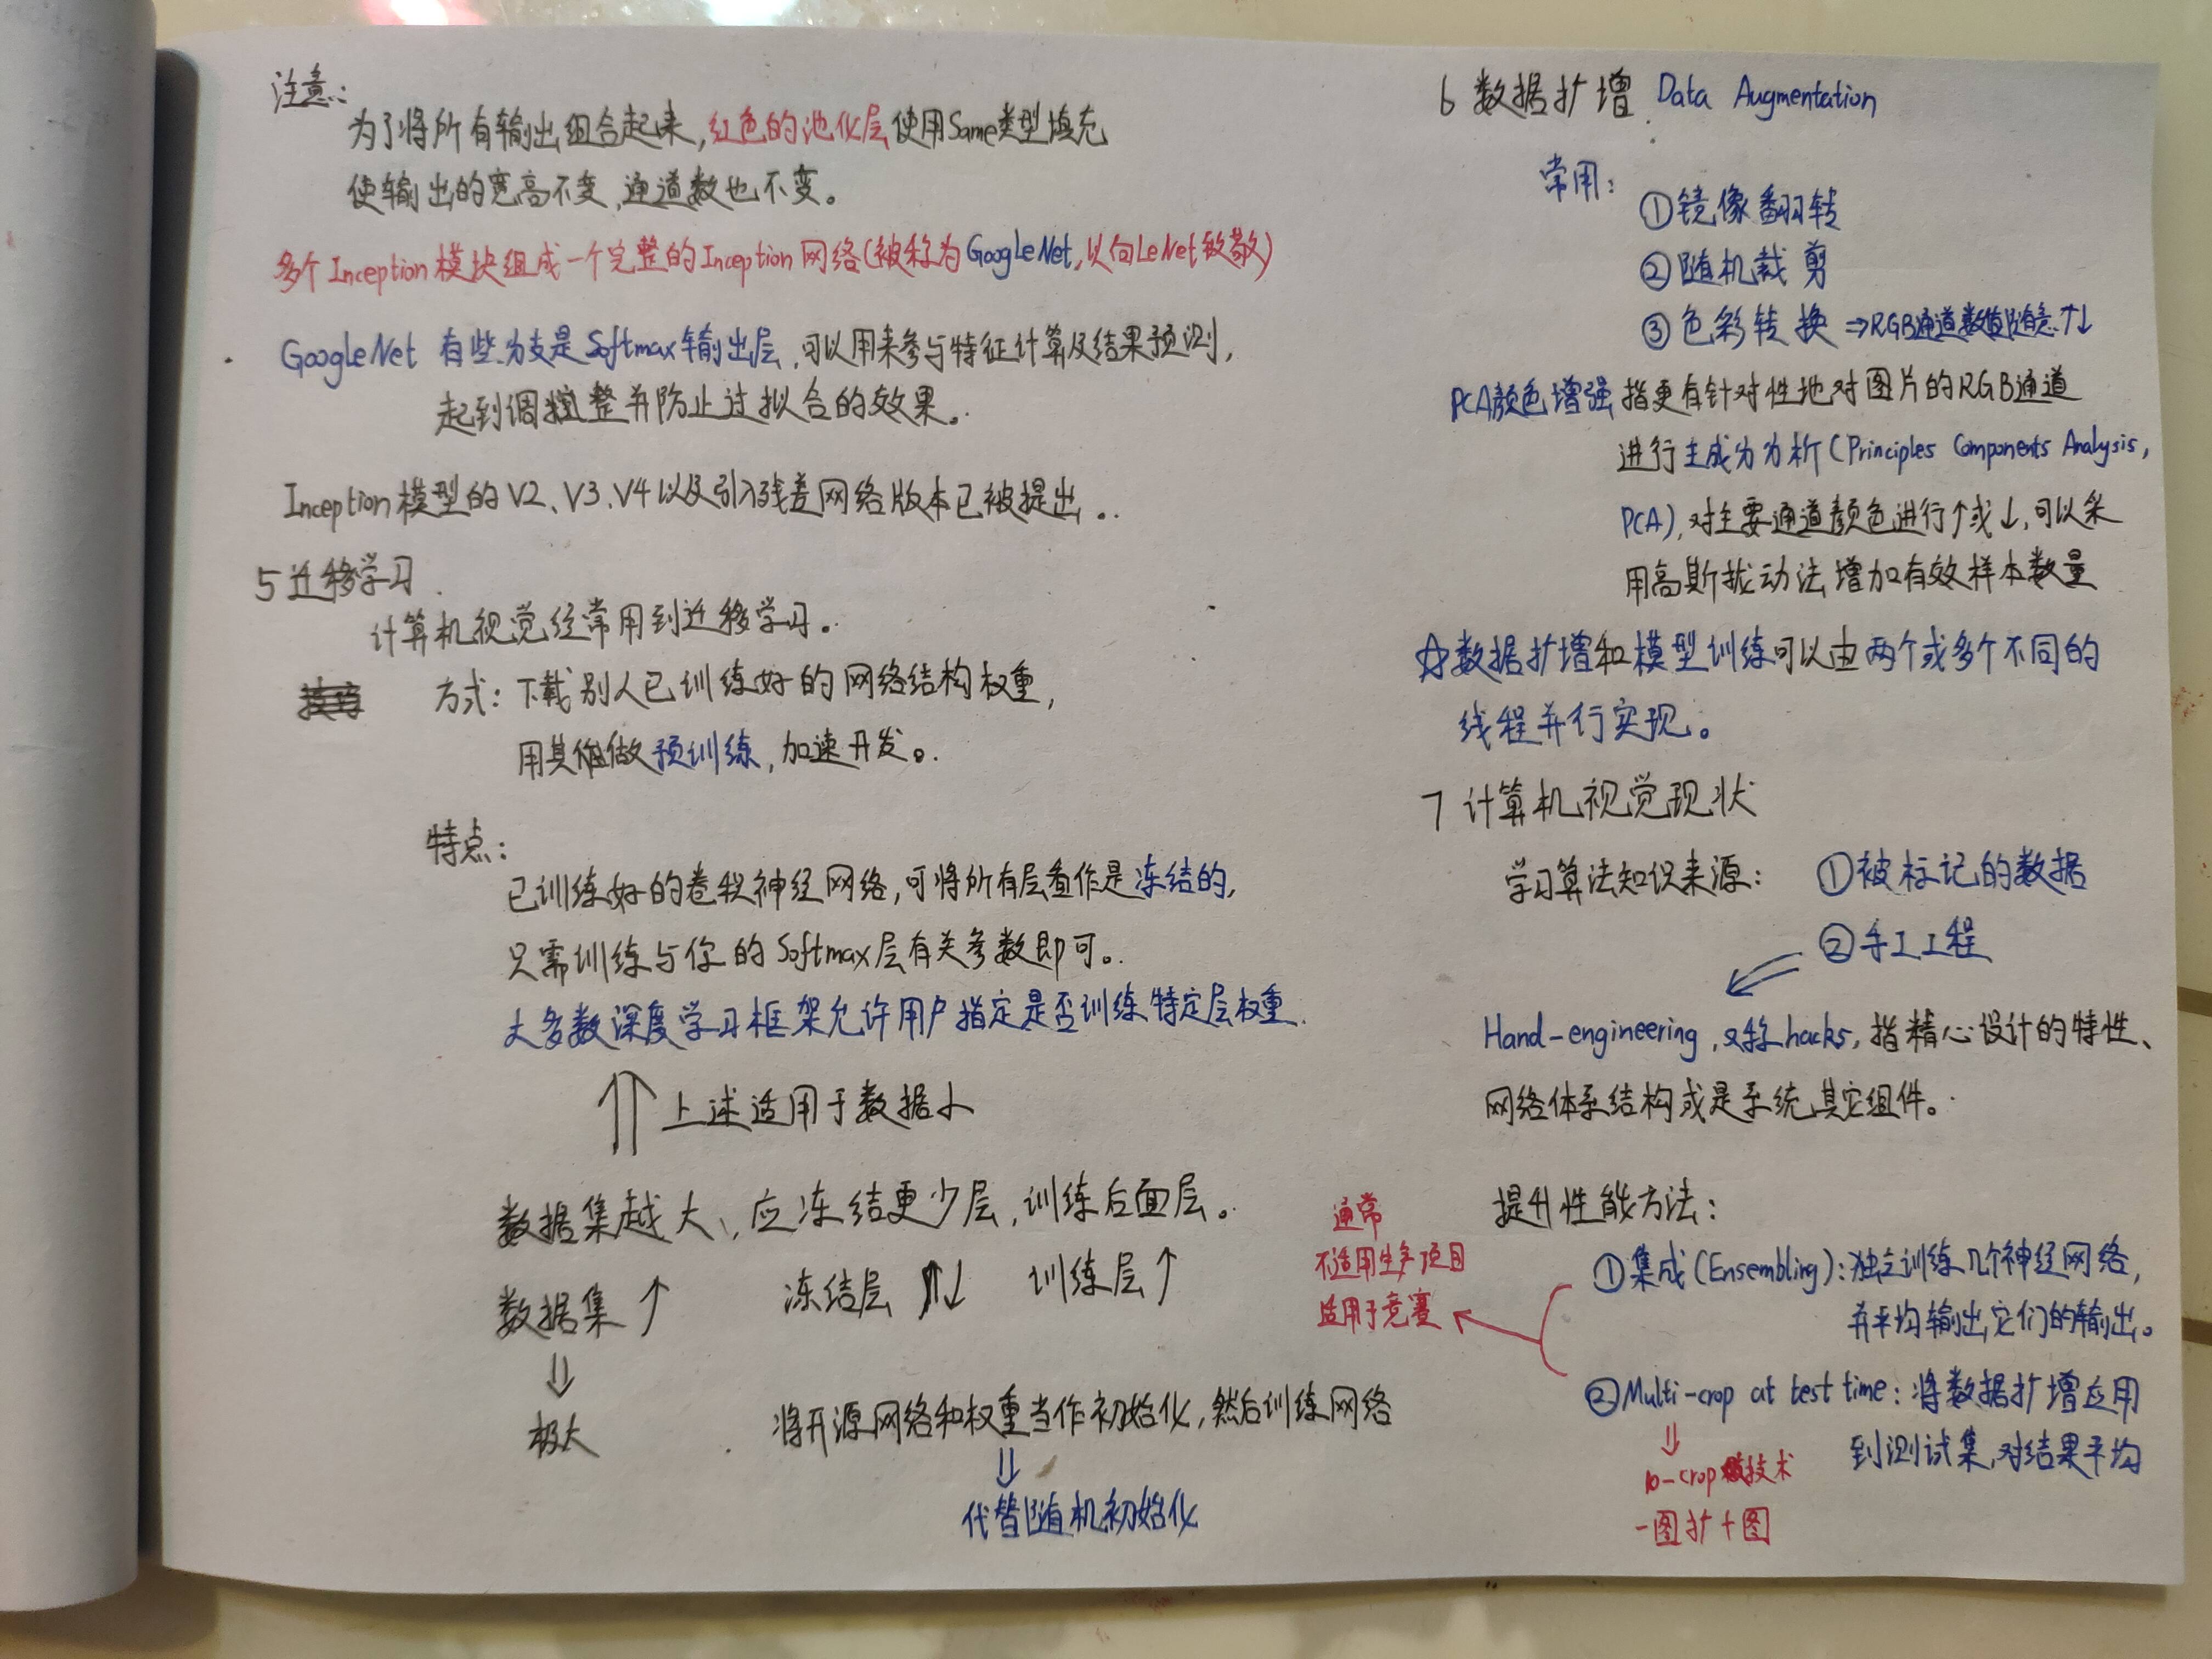 注意:
为了将所有输出组合起来,红色的池化层使用Same类型填充
使输出的宽高不变,通道数也不变。
多个Inception模块组成一个完整的Inception网络(被称为GoogleNet,以向LeNet致敬)
GoogleNet 有些分支是Softmax输出层,可以用来参与特征计算及结果预测,
起到调整并防止过拟合的效果。
Inception模型的V2、V3、V4以及引入残差网络版本已被提出。
5 迁移学习
计算机视觉经常用到迁移学习。
方式:下载别人已训练好的网络结构权重,
用其做预训练,加速开发。
特点:
已训练好的卷积神经网络,可将所有层看作是冻结的,
只需训练与你的Softmax层有关参数即可。
大多数深度学习框架允许用户指定是否训练特定层权重.
⇑ 上述适用于数据小
数据集越大、应冻结更少层,训练后面层。
数据集↑ 冻结层↓ 训练层↑
⇓
极大 将开源网络和权重当作初始化,然后训练网络
⇓
代替随机初始化
6 数据扩增 Data Augmentation
常用:
①镜像翻转
②随机裁剪
③色彩转换 ⇒RGB通道数值随意↑↓
PCA颜色增强 指更有针对性地对图片的RGB通道
进行主成分分析(Principles Components Analysis,
PCA),对主要通道颜色进行↑或↓,可以采
用高斯扰动法增加有效样本数量
☆数据扩增和模型训练可以由两个或多个不同的
线程并行实现。
7 计算机视觉现状
学习算法知识来源: ①被标记的数据
②手工工程
Hand-engineering,又称hacks,指精心设计的特性、
网络体系结构或是系统其它组件。
提升性能方法:
①集成(Ensembling):独立训练几个神经网络,
并平均输出它们的输出。
②Multi-crop at test time:将数据扩增应用
到测试集,对结果平均
⇓
10-crop技术
一图扩十图
通常
不适用生产项目
适用于竞赛